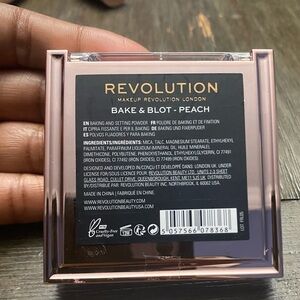 REVOLUTION
MAKEUP REVOLUTION LONDON
BAKE & BLOT - PEACH
EN BAKING AND SETTING POWDER FR POUDRE DE BAKING ET DE FINITION
IT CIPRIA FISSANTE E PER IL BAKING DE BAKING UND FIXIERPUDER
ES POLVOS FIJADORES Y PARA BAKING
INGREDIENTS/INGRÉDIENTS: MICA, TALC, MAGNESIUM STEARATE, ETHYLHEXYL
PALMITATE, PARAFFINUM LIQUIDUM (MINERAL OIL, HUILE MINÉRALE),
DIMETHICONE, POLYBUTENE, PHENOXYETHANOL, ETHYLHEXYLGLYCERIN, CI 77491
(IRON OXIDES), CI 77492 (IRON OXIDES), CI 77499 (IRON OXIDES)
DESIGNED AND DEVELOPED IN CONÇU ET DÉVELOPPÉ DANS LONDON UK. UNDER
LICENSE FOR/SOUS LICENCE POUR REVOLUTION BEAUTY LTD. UNITS 2-3 SHEET
GLASS ROAD, CULLET DRIVE, QUEENBOROUGH, KENT, ME11 5JS, UK.
REVOLUTION BEAUTY INC. NORTHBROOK, IL 60062 USA.
MADE IN CHINA | FABRIQUÉ EN CHINE
WWW.REVOLUTIONBEAUTY.COM
WWW.REVOLUTIONBEAUTYUSA.COM
Cruelty-Free
and Vegan
5 057566 078368